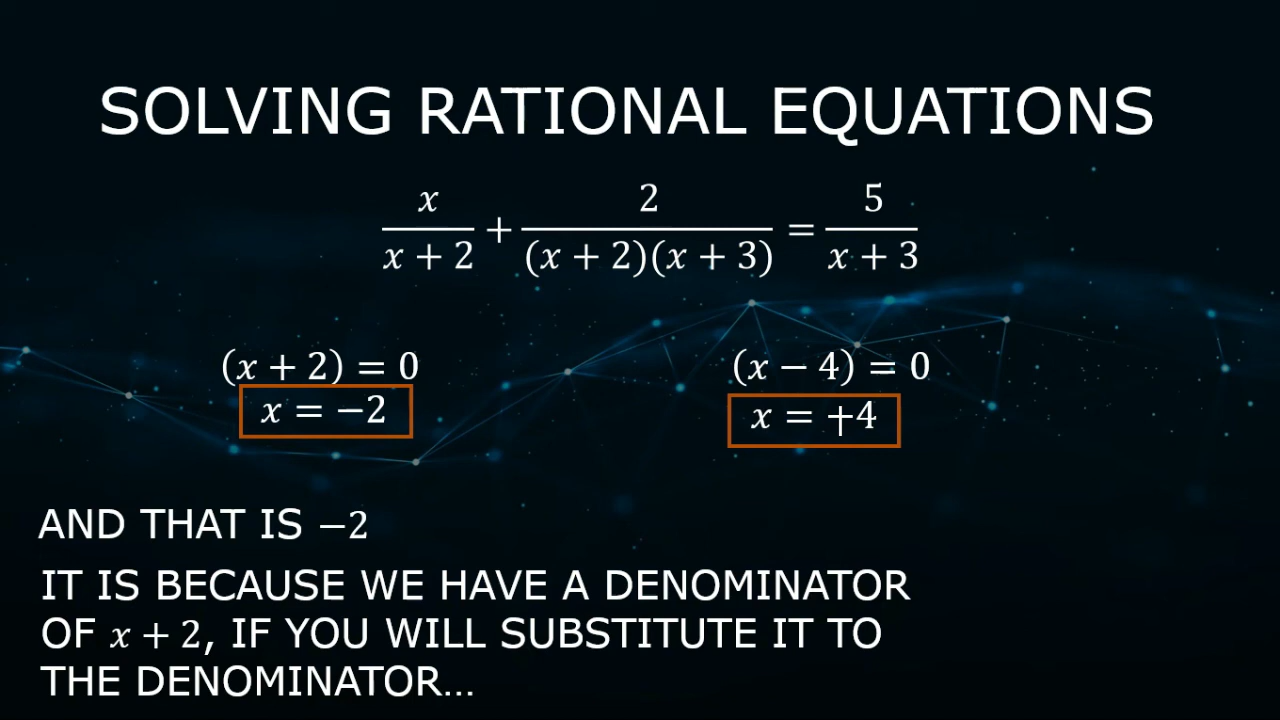 SOLVING RATIONAL EQUATIONS
x/(x + 2) + 2/((x + 2)(x + 3)) = 5/(x + 3)
(x + 2) = 0
(x − 4) = 0
x = −2
x = +4
AND THAT IS −2
IT IS BECAUSE WE HAVE A DENOMINATOR
OF x + 2, IF YOU WILL SUBSTITUTE IT TO
THE DENOMINATOR…